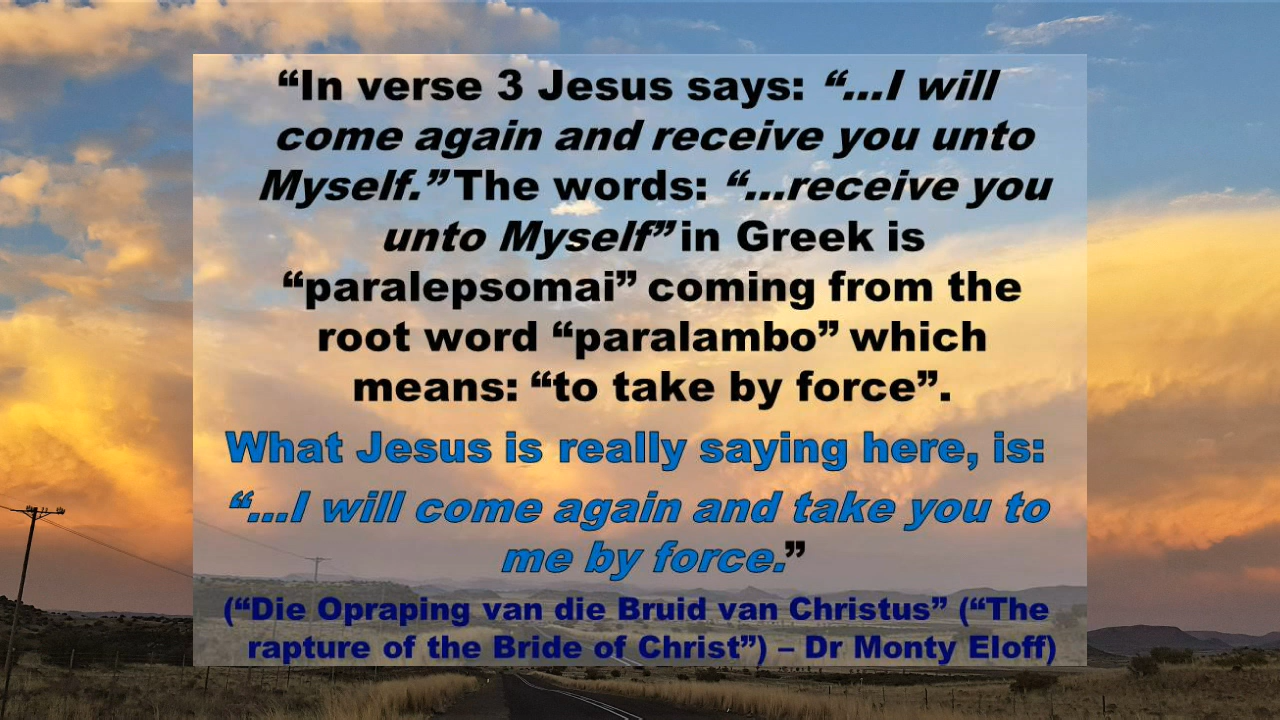 “In verse 3 Jesus says: “...I will
come again and receive you unto
Myself.” The words: “...receive you
unto Myself” in Greek is
“paralepsomai” coming from the
root word “paralambo” which
means: “to take by force”.
What Jesus is really saying here, is:
“...I will come again and take you to
me by force.”
(“Die Opraping van die Bruid van Christus” (“The
rapture of the Bride of Christ”) – Dr Monty Eloff)